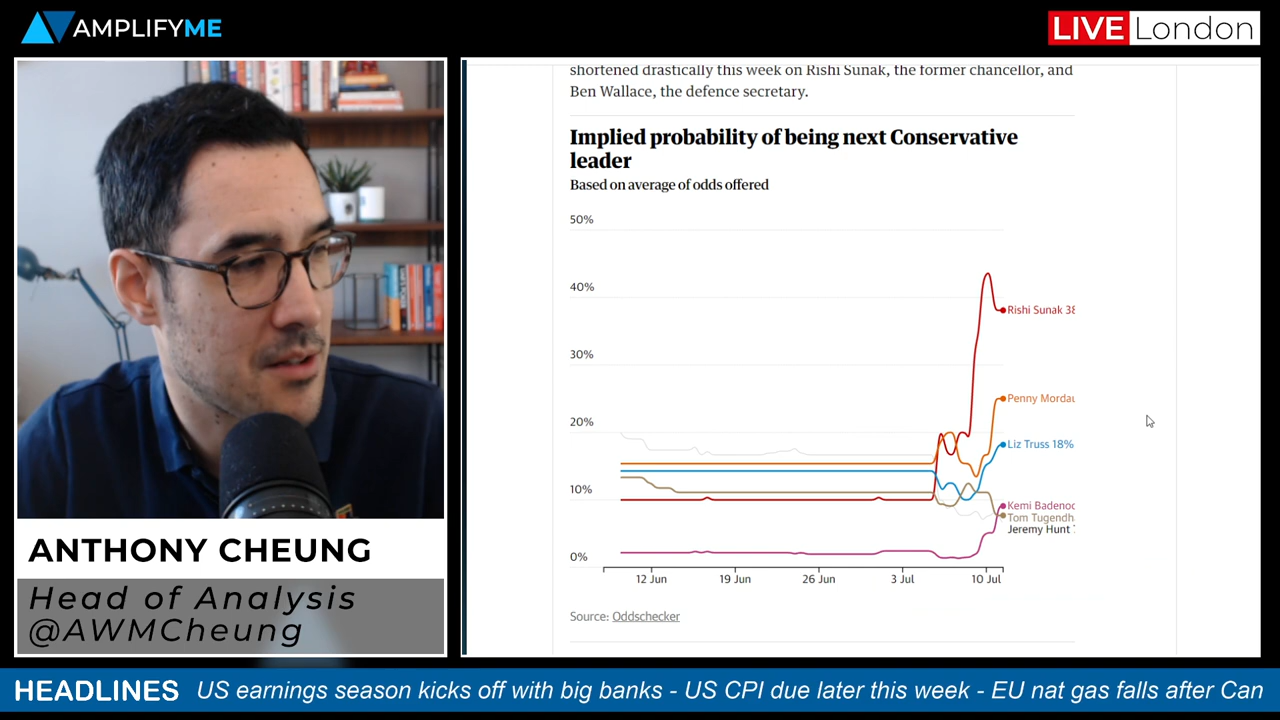 AMPLIFYME
LIVE London
shortened drastically this week on Rishi Sunak, the former chancellor, and
Ben Wallace, the defence secretary.
Implied probability of being next Conservative
leader
Based on average of odds offered
50%
40%
30%
20%
10%
0%
Rishi Sunak 38
Penny Mordau
Liz Truss 18%
Kemi Badenoc
Tom Tugendh
Jeremy Hunt
12 Jun
19 Jun
26 Jun
3 Jul
10 Jul
Source: Oddschecker
ANTHONY CHEUNG
Head of Analysis
@AWMCheung
HEADLINES US earnings season kicks off with big banks - US CPI due later this week - EU nat gas falls after Can